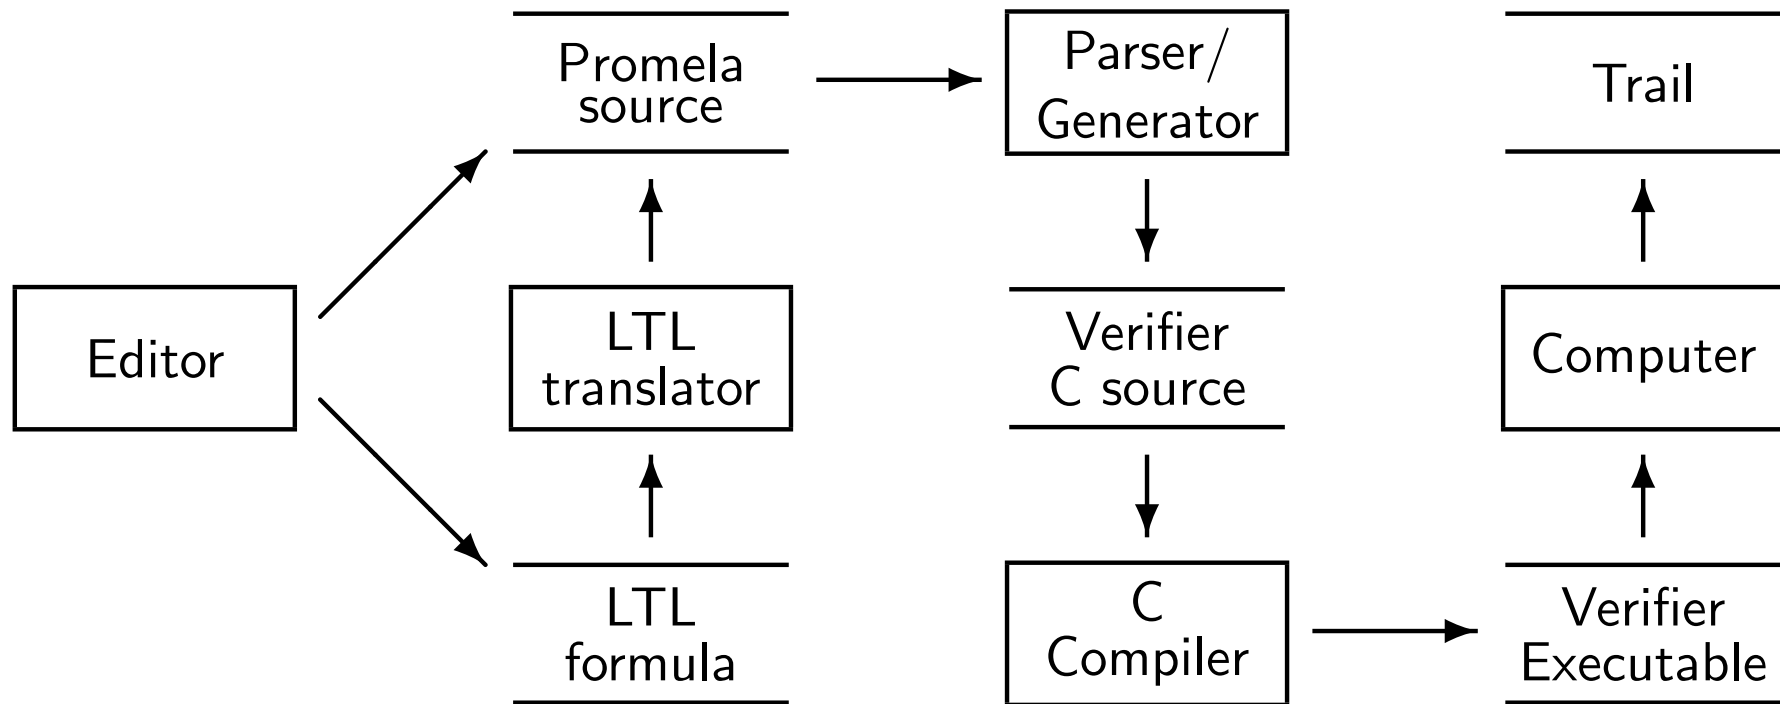 Promela
source
Parser/
Generator
Trail
Editor
LTL
translator
Verifier
C source
Computer
LTL
formula
C
Compiler
Verifier
Executable